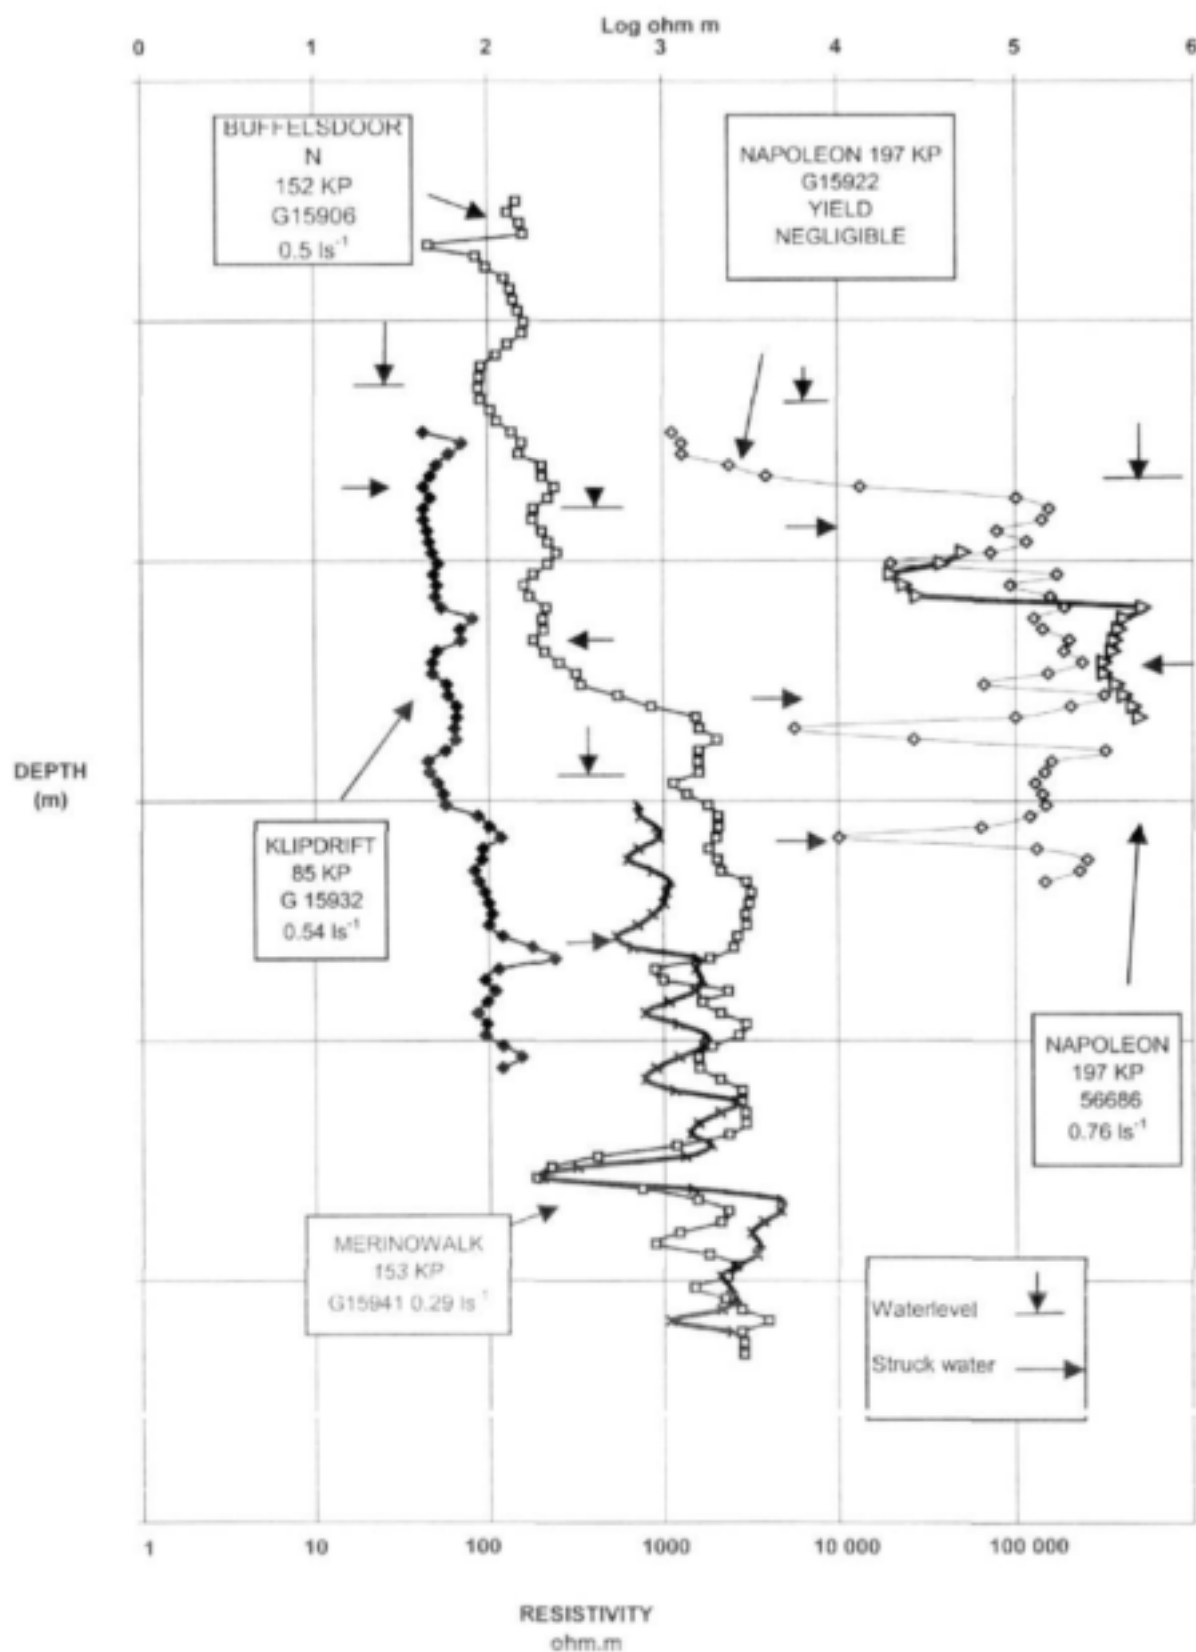 Log ohm m
0 1 2 3 4 5 6
BUFFELSDOOR
N
152 KP
G15906
0.5 ls⁻¹
NAPOLEON 197 KP
G15922
YIELD
NEGLIGIBLE
DEPTH
(m)
KLIPDRIFT
85 KP
G 15932
0.54 ls⁻¹
NAPOLEON
197 KP
56686
0.76 ls⁻¹
MERINOWALK
153 KP
G15941 0.29 ls⁻¹
Waterlevel
Struck water
1 10 100 1000 10 000 100 000
RESISTIVITY
ohm.m